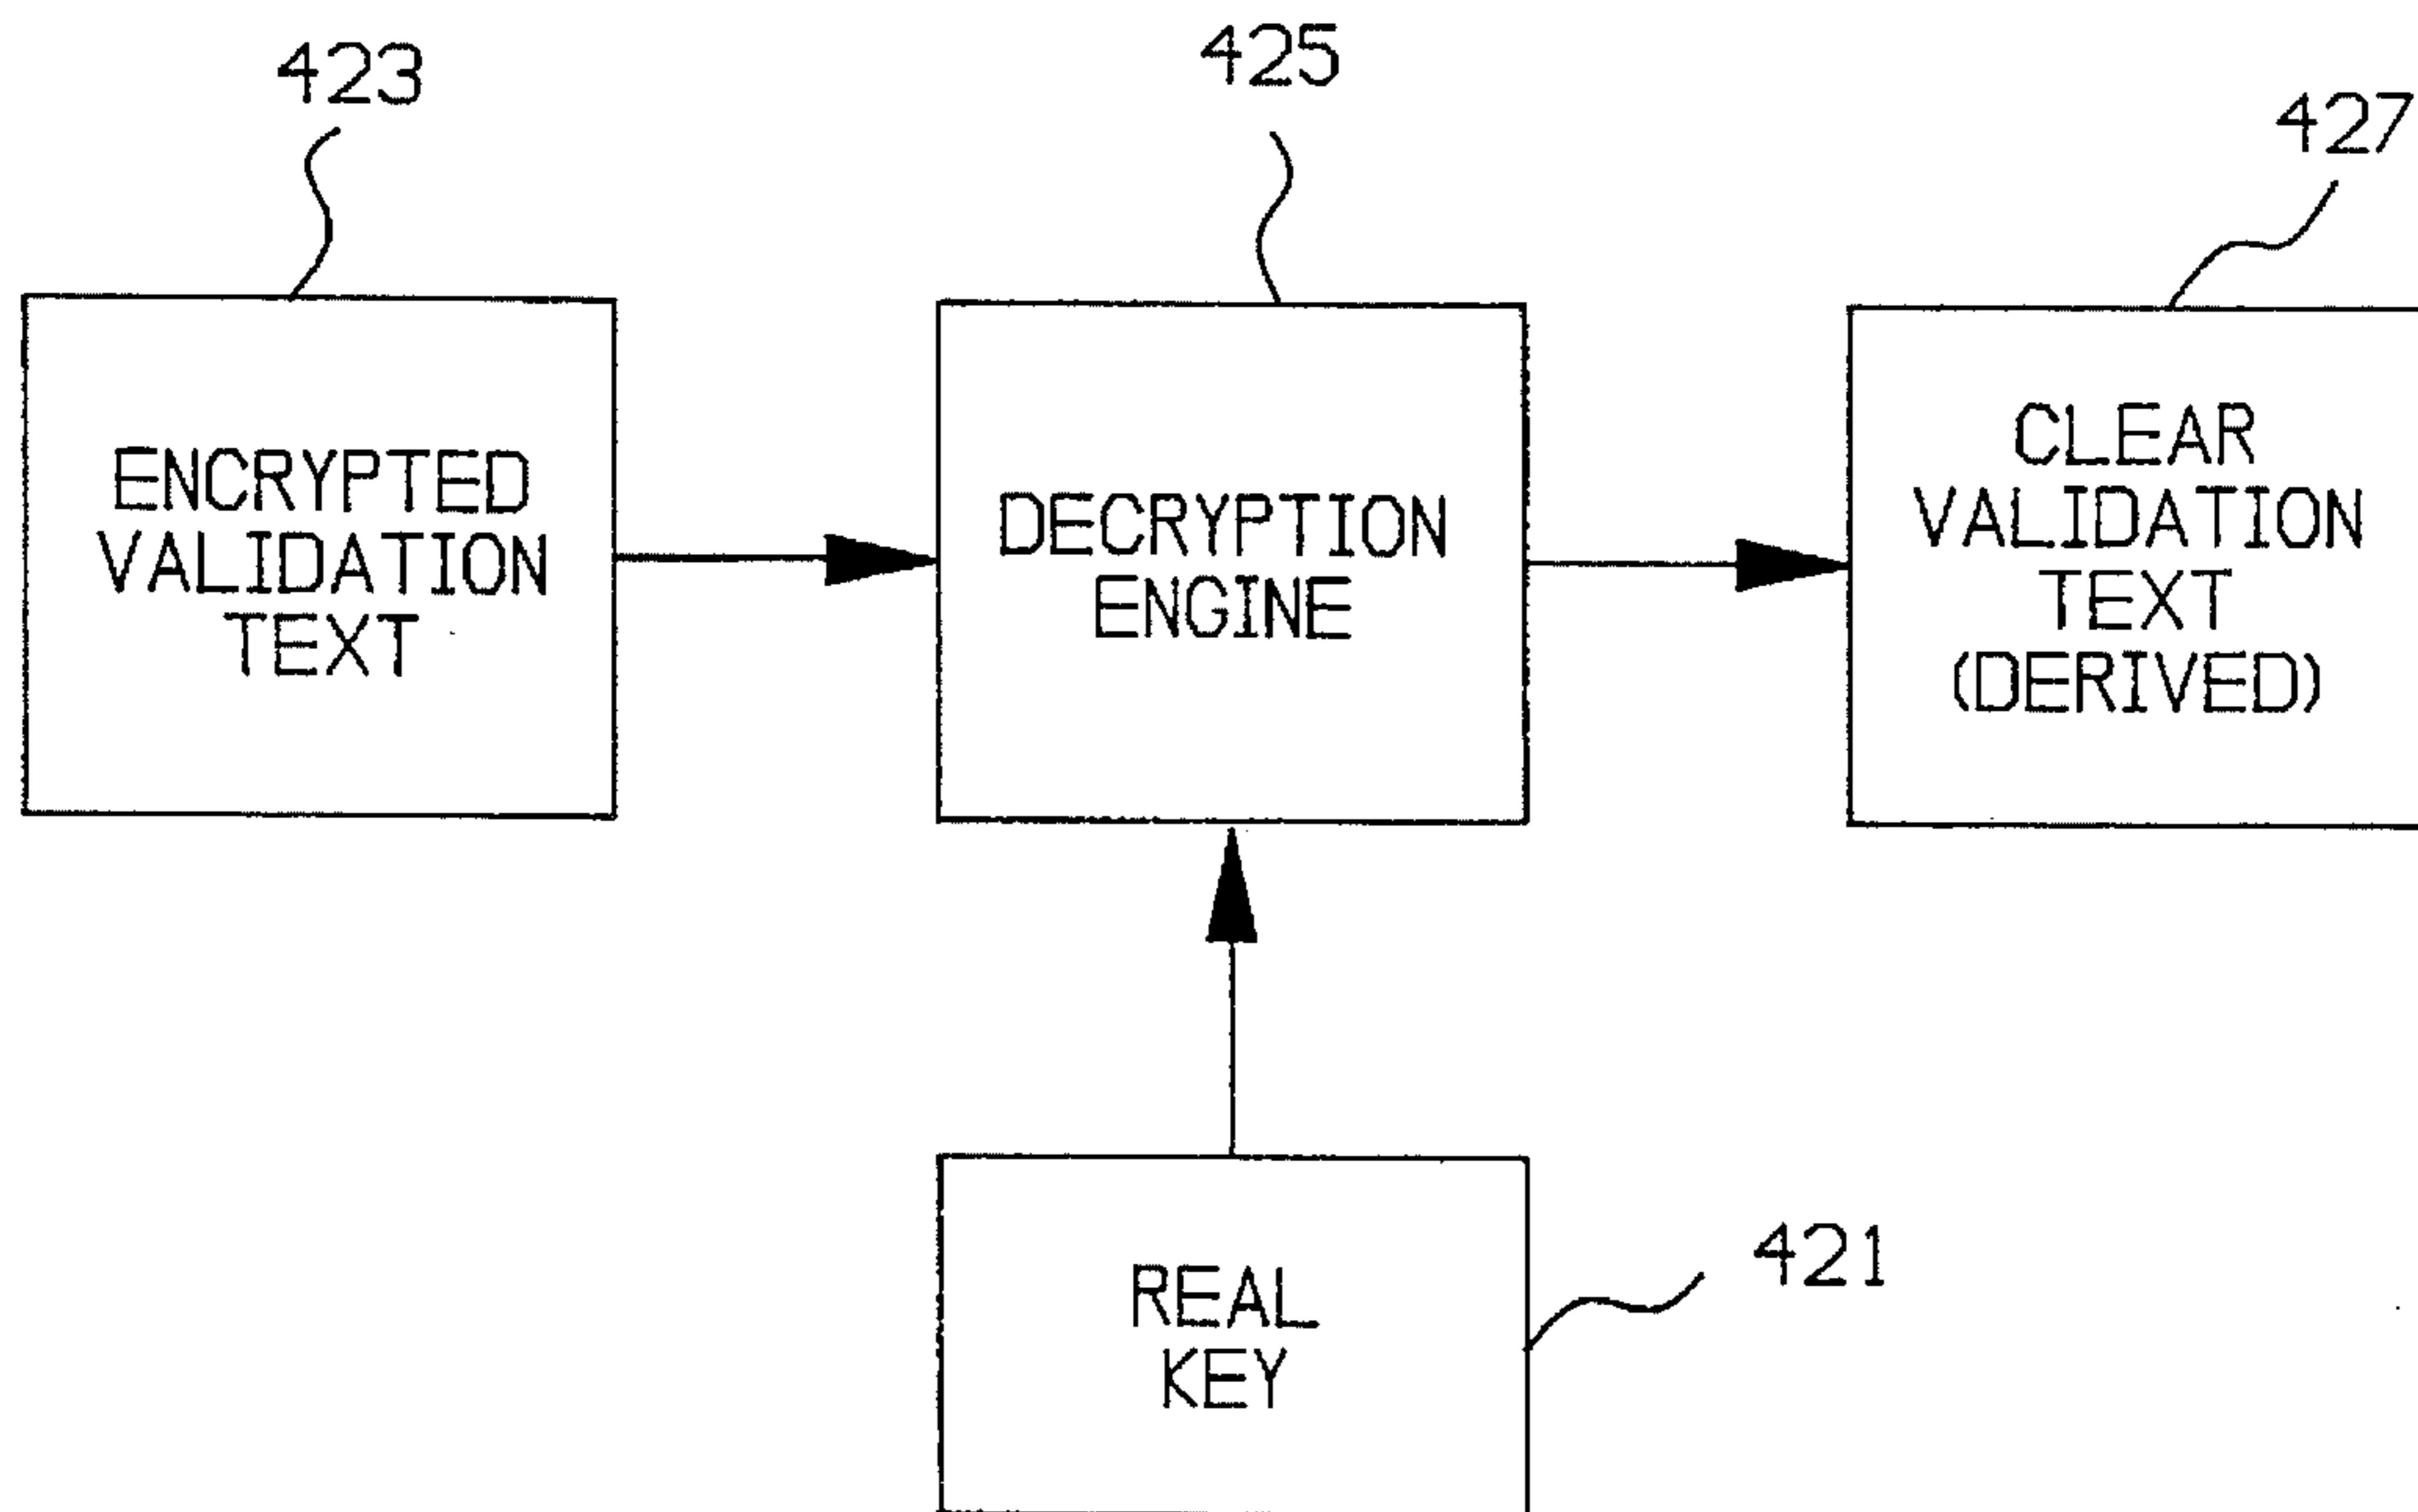 423
425
427
ENCRYPTED
VALIDATION
TEXT
DECRYPTION
ENGINE
CLEAR
VALIDATION
TEXT
(DERIVED)
REAL
KEY
421